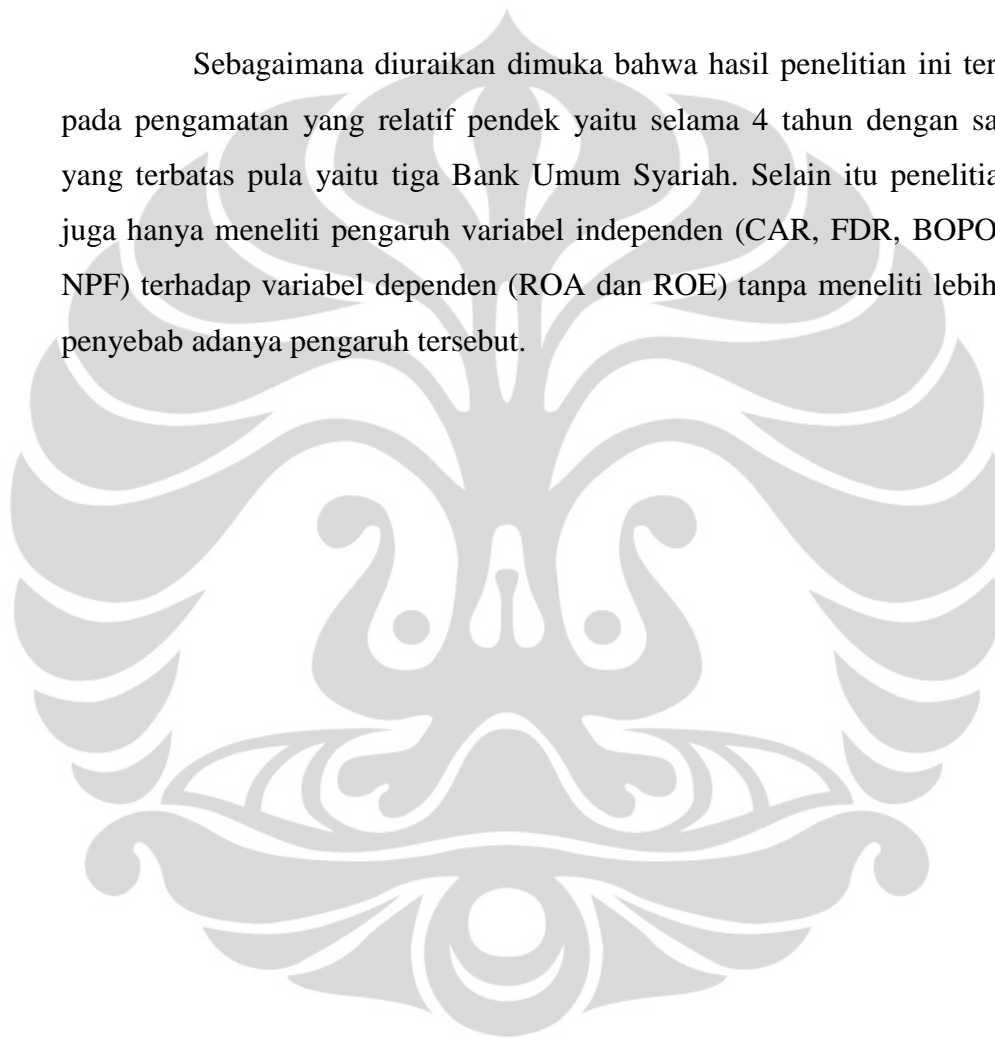 Sebagaimana diuraikan dimuka bahwa hasil penelitian ini ter
pada pengamatan yang relatif pendek yaitu selama 4 tahun dengan sa
yang terbatas pula yaitu tiga Bank Umum Syariah. Selain itu penelitia
juga hanya meneliti pengaruh variabel independen (CAR, FDR, BOPO
NPF) terhadap variabel dependen (ROA dan ROE) tanpa meneliti lebih
penyebab adanya pengaruh tersebut.